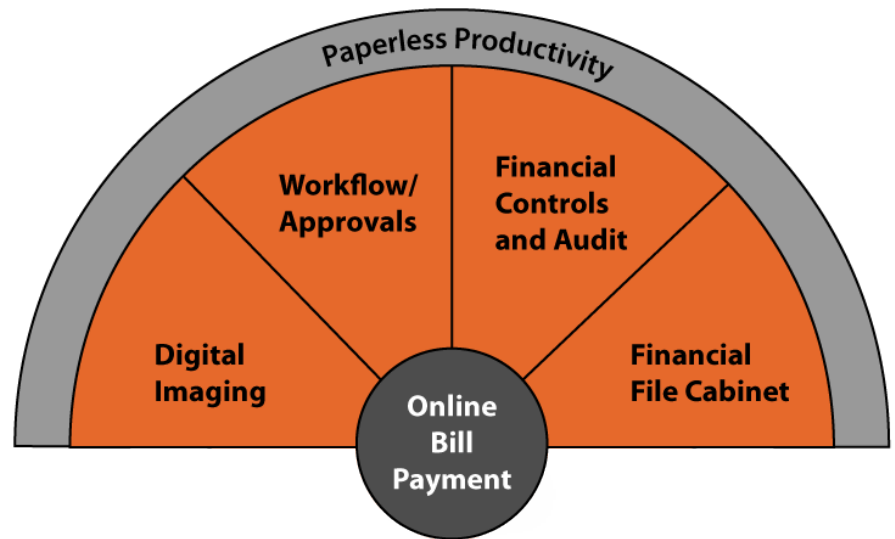 Paperless Productivity
Workflow/
Approvals
Financial
Controls
and Audit
Digital
Imaging
Financial
File Cabinet
Online
Bill
Payment